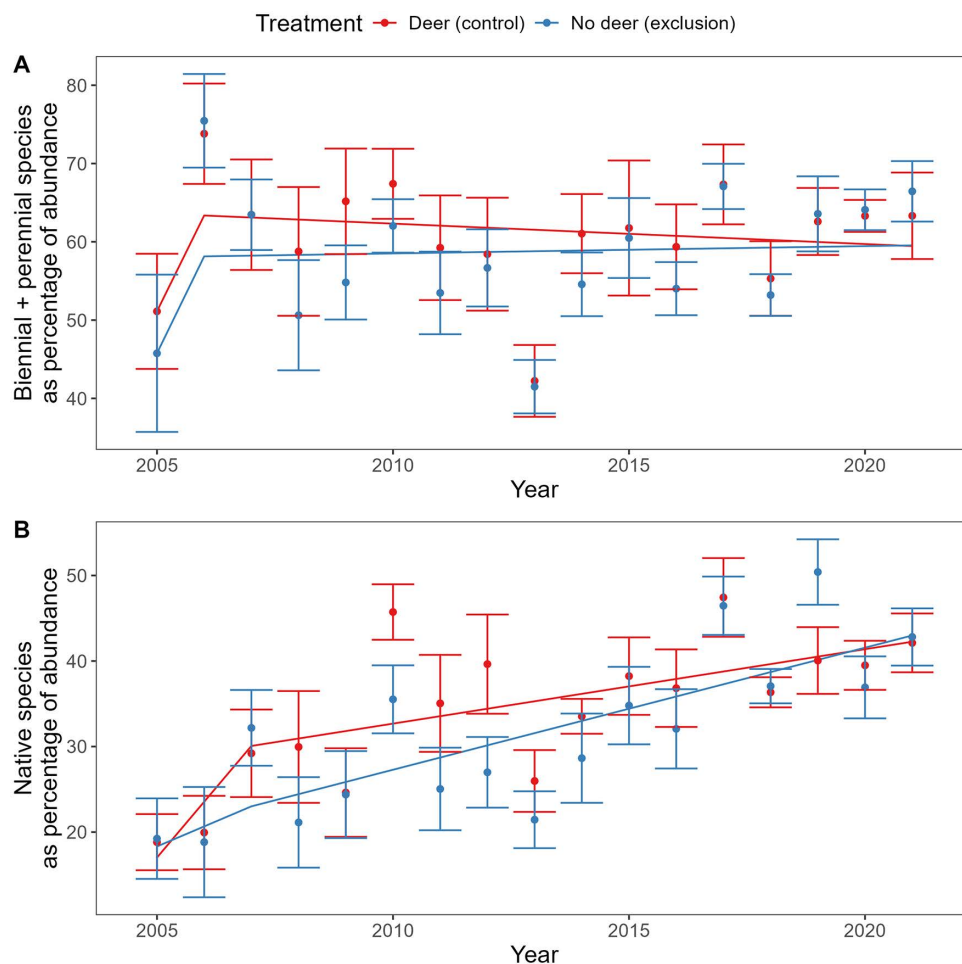 Treatment Deer (control) No deer (exclusion)
A
Biennial + perennial species
as percentage of abundance
80
70
60
50
40
2005 2010 2015 2020
Year
B
Native species
as percentage of abundance
50
40
30
20
2005 2010 2015 2020
Year